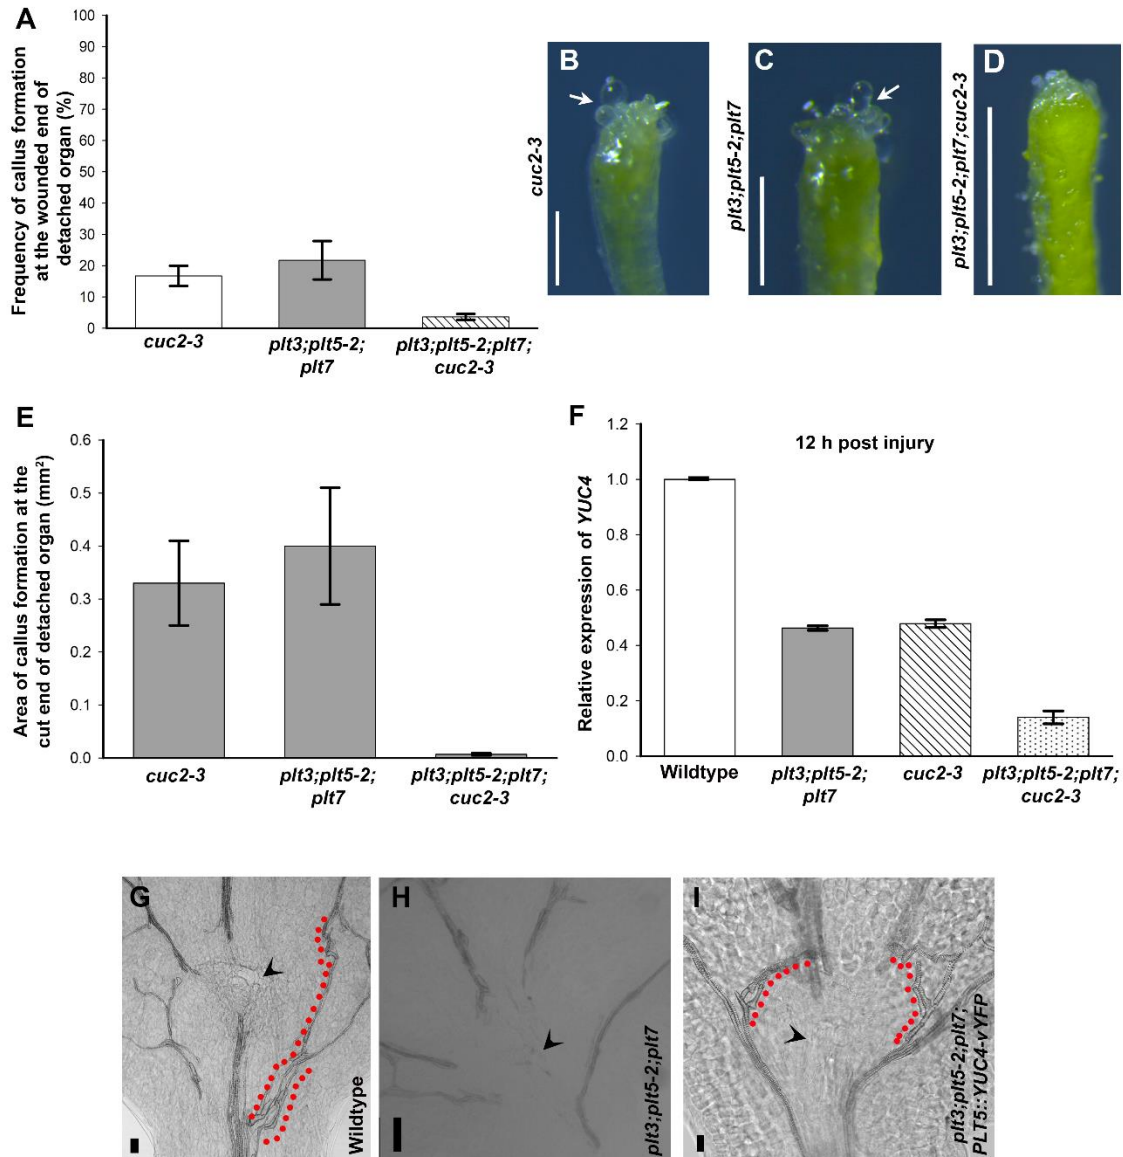 A
Frequency of callus formation
at the wounded end of
detached organ (%)
100
90
80
70
60
50
40
30
20
10
0
cuc2-3
plt3;plt5-2;
plt7
plt3;plt5-2;plt7;
cuc2-3
B
cuc2-3
C
plt3;plt5-2;plt7
D
plt3;plt5-2;plt7;cuc2-3
E
Area of callus formation at the
cut end of detached organ (mm²)
0.6
0.5
0.4
0.3
0.2
0.1
0.0
cuc2-3
plt3;plt5-2;
plt7
plt3;plt5-2;plt7;
cuc2-3
F
12 h post injury
Relative expression of YUC4
1.2
1.0
0.8
0.6
0.4
0.2
0.0
Wildtype
plt3;plt5-2;
plt7
cuc2-3
plt3;plt5-2;plt7;
cuc2-3
G
Wildtype
H
plt3;plt5-2;plt7
I
plt3;plt5-2;plt7;
PLT5::YUC4-vYFP